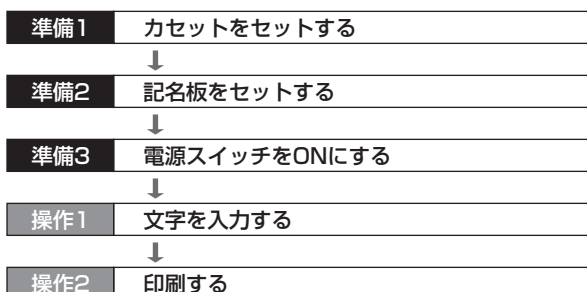 準備1 カセットをセットする
↓
準備2 記名板をセットする
↓
準備3 電源スイッチをONにする
↓
操作1 文字を入力する
↓
操作2 印刷する